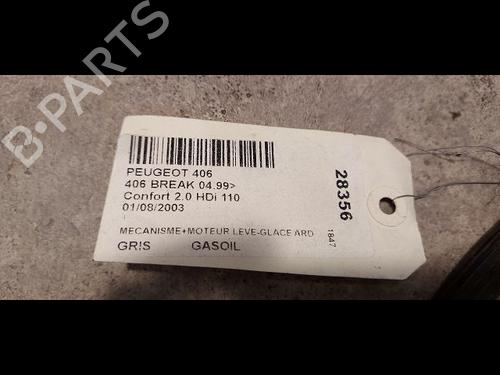 B-PARTS
PEUGEOT 406
406 BREAK 04.99>
Confort 2.0 HDi 110
01/08/2003
MECANISME+MOTEUR LEVE-GLACE ARD
GRIS GASOIL
28356
1847